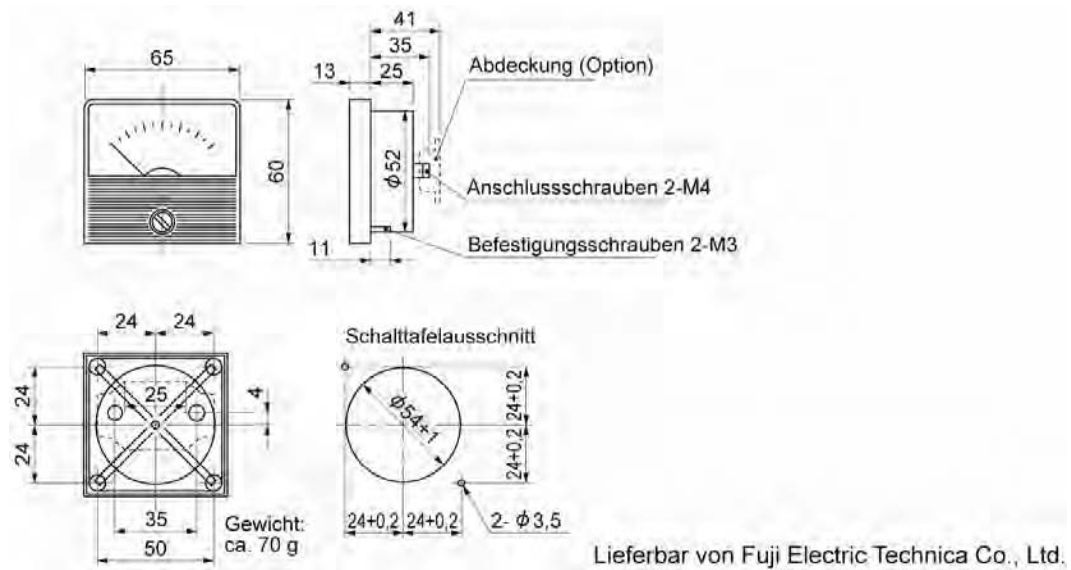 41
35
65
13
25
Abdeckung (Option)
60
ϕ52
Anschlussschrauben 2-M4
Befestigungsschrauben 2-M3
11
24
24
Schalttafelausschnitt
24
25
4
24
35
50
Gewicht:
ca. 70 g
ϕ54+1
24+0,2
24+0,2
24+0,2
24+0,2
2- ϕ3,5
Lieferbar von Fuji Electric Technica Co., Ltd.